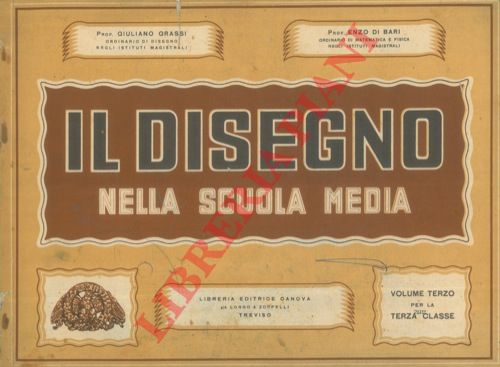 PROF. GIULIANO GRASSI
ORDINARIO DI DISEGNO
NEGLI ISTITUTI MAGISTRALI
PROF. ENZO DI BARI
ORDINARIO DI MATEMATICA E FISICA
NEGLI ISTITUTI MAGISTRALI
IL DISEGNO
NELLA SCUOLA MEDIA
LIBRERIA EDITRICE CANOVA
GIÀ LONGO & ZOPPELLI
TREVISO
VOLUME TERZO
PER LA
TERZA CLASSE
LIBRERIA PIANI